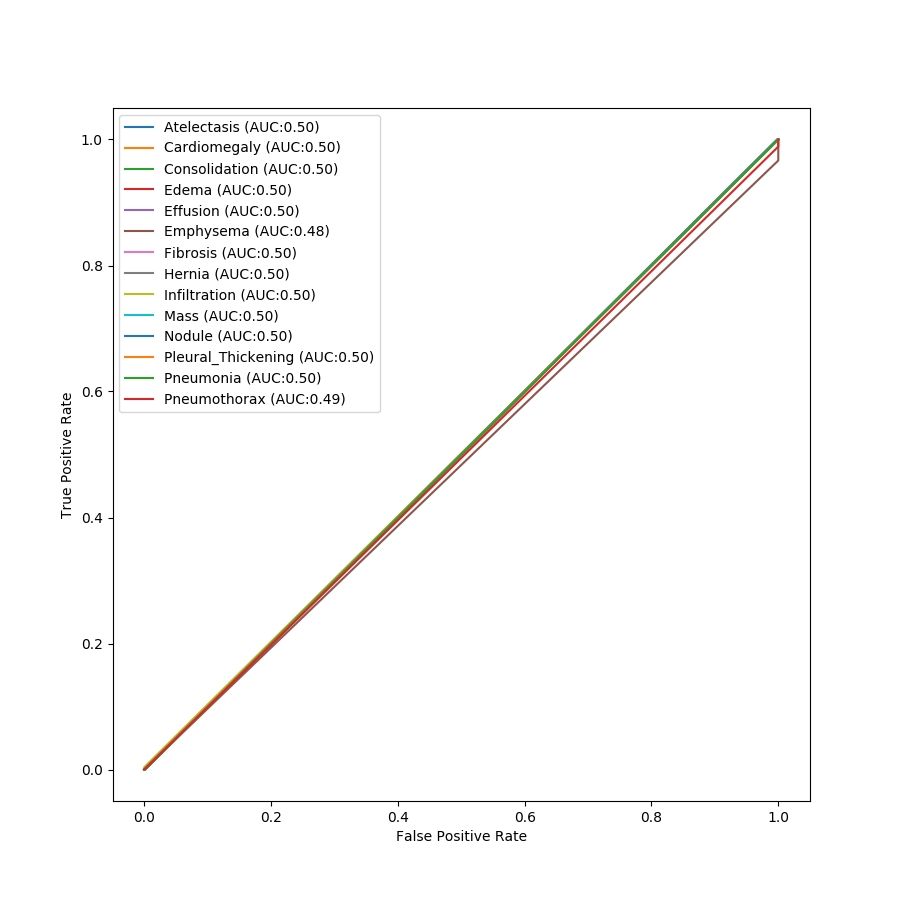 Atelectasis (AUC:0.50)
Cardiomegaly (AUC:0.50)
Consolidation (AUC:0.50)
Edema (AUC:0.50)
Effusion (AUC:0.50)
Emphysema (AUC:0.48)
Fibrosis (AUC:0.50)
Hernia (AUC:0.50)
Infiltration (AUC:0.50)
Mass (AUC:0.50)
Nodule (AUC:0.50)
Pleural_Thickening (AUC:0.50)
Pneumonia (AUC:0.50)
Pneumothorax (AUC:0.49)
1.0
0.8
0.6
0.4
0.2
0.0
True Positive Rate
0.0 0.2 0.4 0.6 0.8 1.0
False Positive Rate